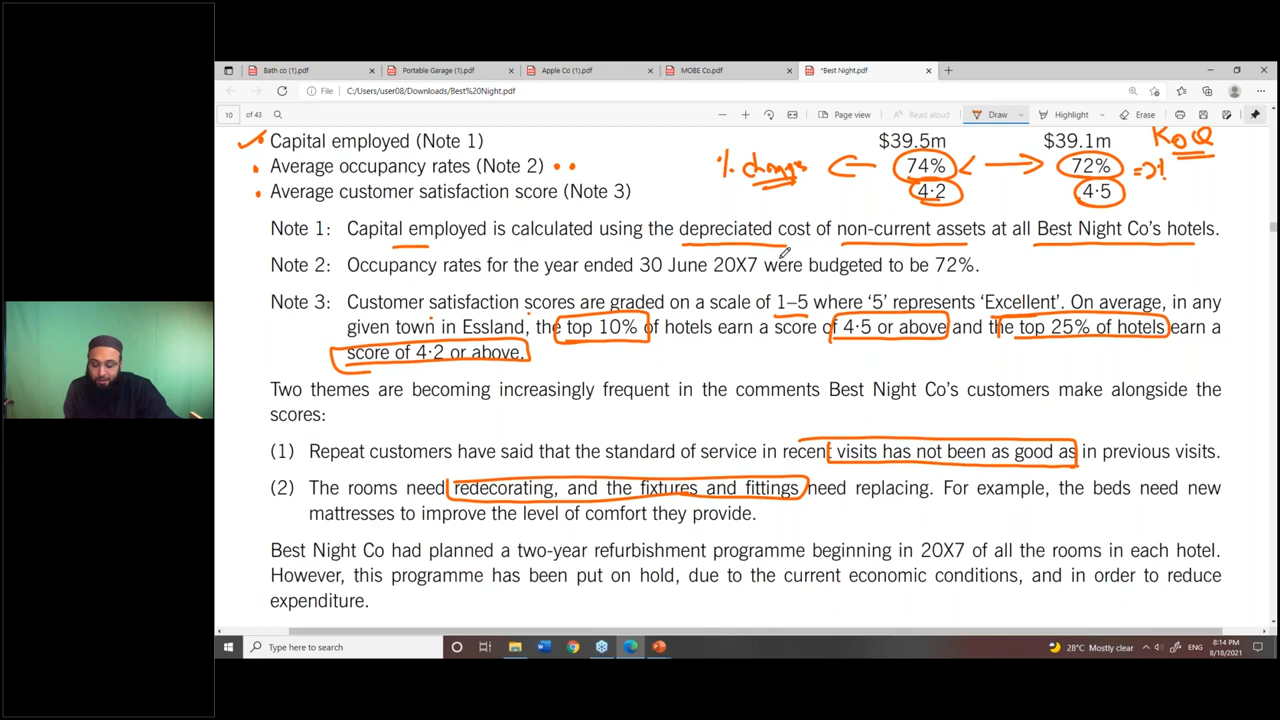 Bath co (1).pdf
Portable Garage (1).pdf
Apple Co (1).pdf
MOBE Co.pdf
*Best Night.pdf
File
C:/Users/user08/Downloads/Best%20Night.pdf
10 of 43
Page view
Read aloud
Draw
Highlight
Erase
• Capital employed (Note 1) $39.5m $39.1m
• Average occupancy rates (Note 2) % change 74% 72% = 2%
• Average customer satisfaction score (Note 3) 4·2 4·5
Note 1: Capital employed is calculated using the depreciated cost of non-current assets at all Best Night Co's hotels.
Note 2: Occupancy rates for the year ended 30 June 20X7 were budgeted to be 72%.
Note 3: Customer satisfaction scores are graded on a scale of 1–5 where '5' represents 'Excellent'. On average, in any
given town in Essland, the top 10% of hotels earn a score of 4·5 or above and the top 25% of hotels earn a
score of 4·2 or above.
Two themes are becoming increasingly frequent in the comments Best Night Co's customers make alongside the
scores:
(1) Repeat customers have said that the standard of service in recent visits has not been as good as in previous visits.
(2) The rooms need redecorating, and the fixtures and fittings need replacing. For example, the beds need new
mattresses to improve the level of comfort they provide.
Best Night Co had planned a two-year refurbishment programme beginning in 20X7 of all the rooms in each hotel.
However, this programme has been put on hold, due to the current economic conditions, and in order to reduce
expenditure.
Type here to search
28°C Mostly clear
ENG
8:14 PM
8/18/2021